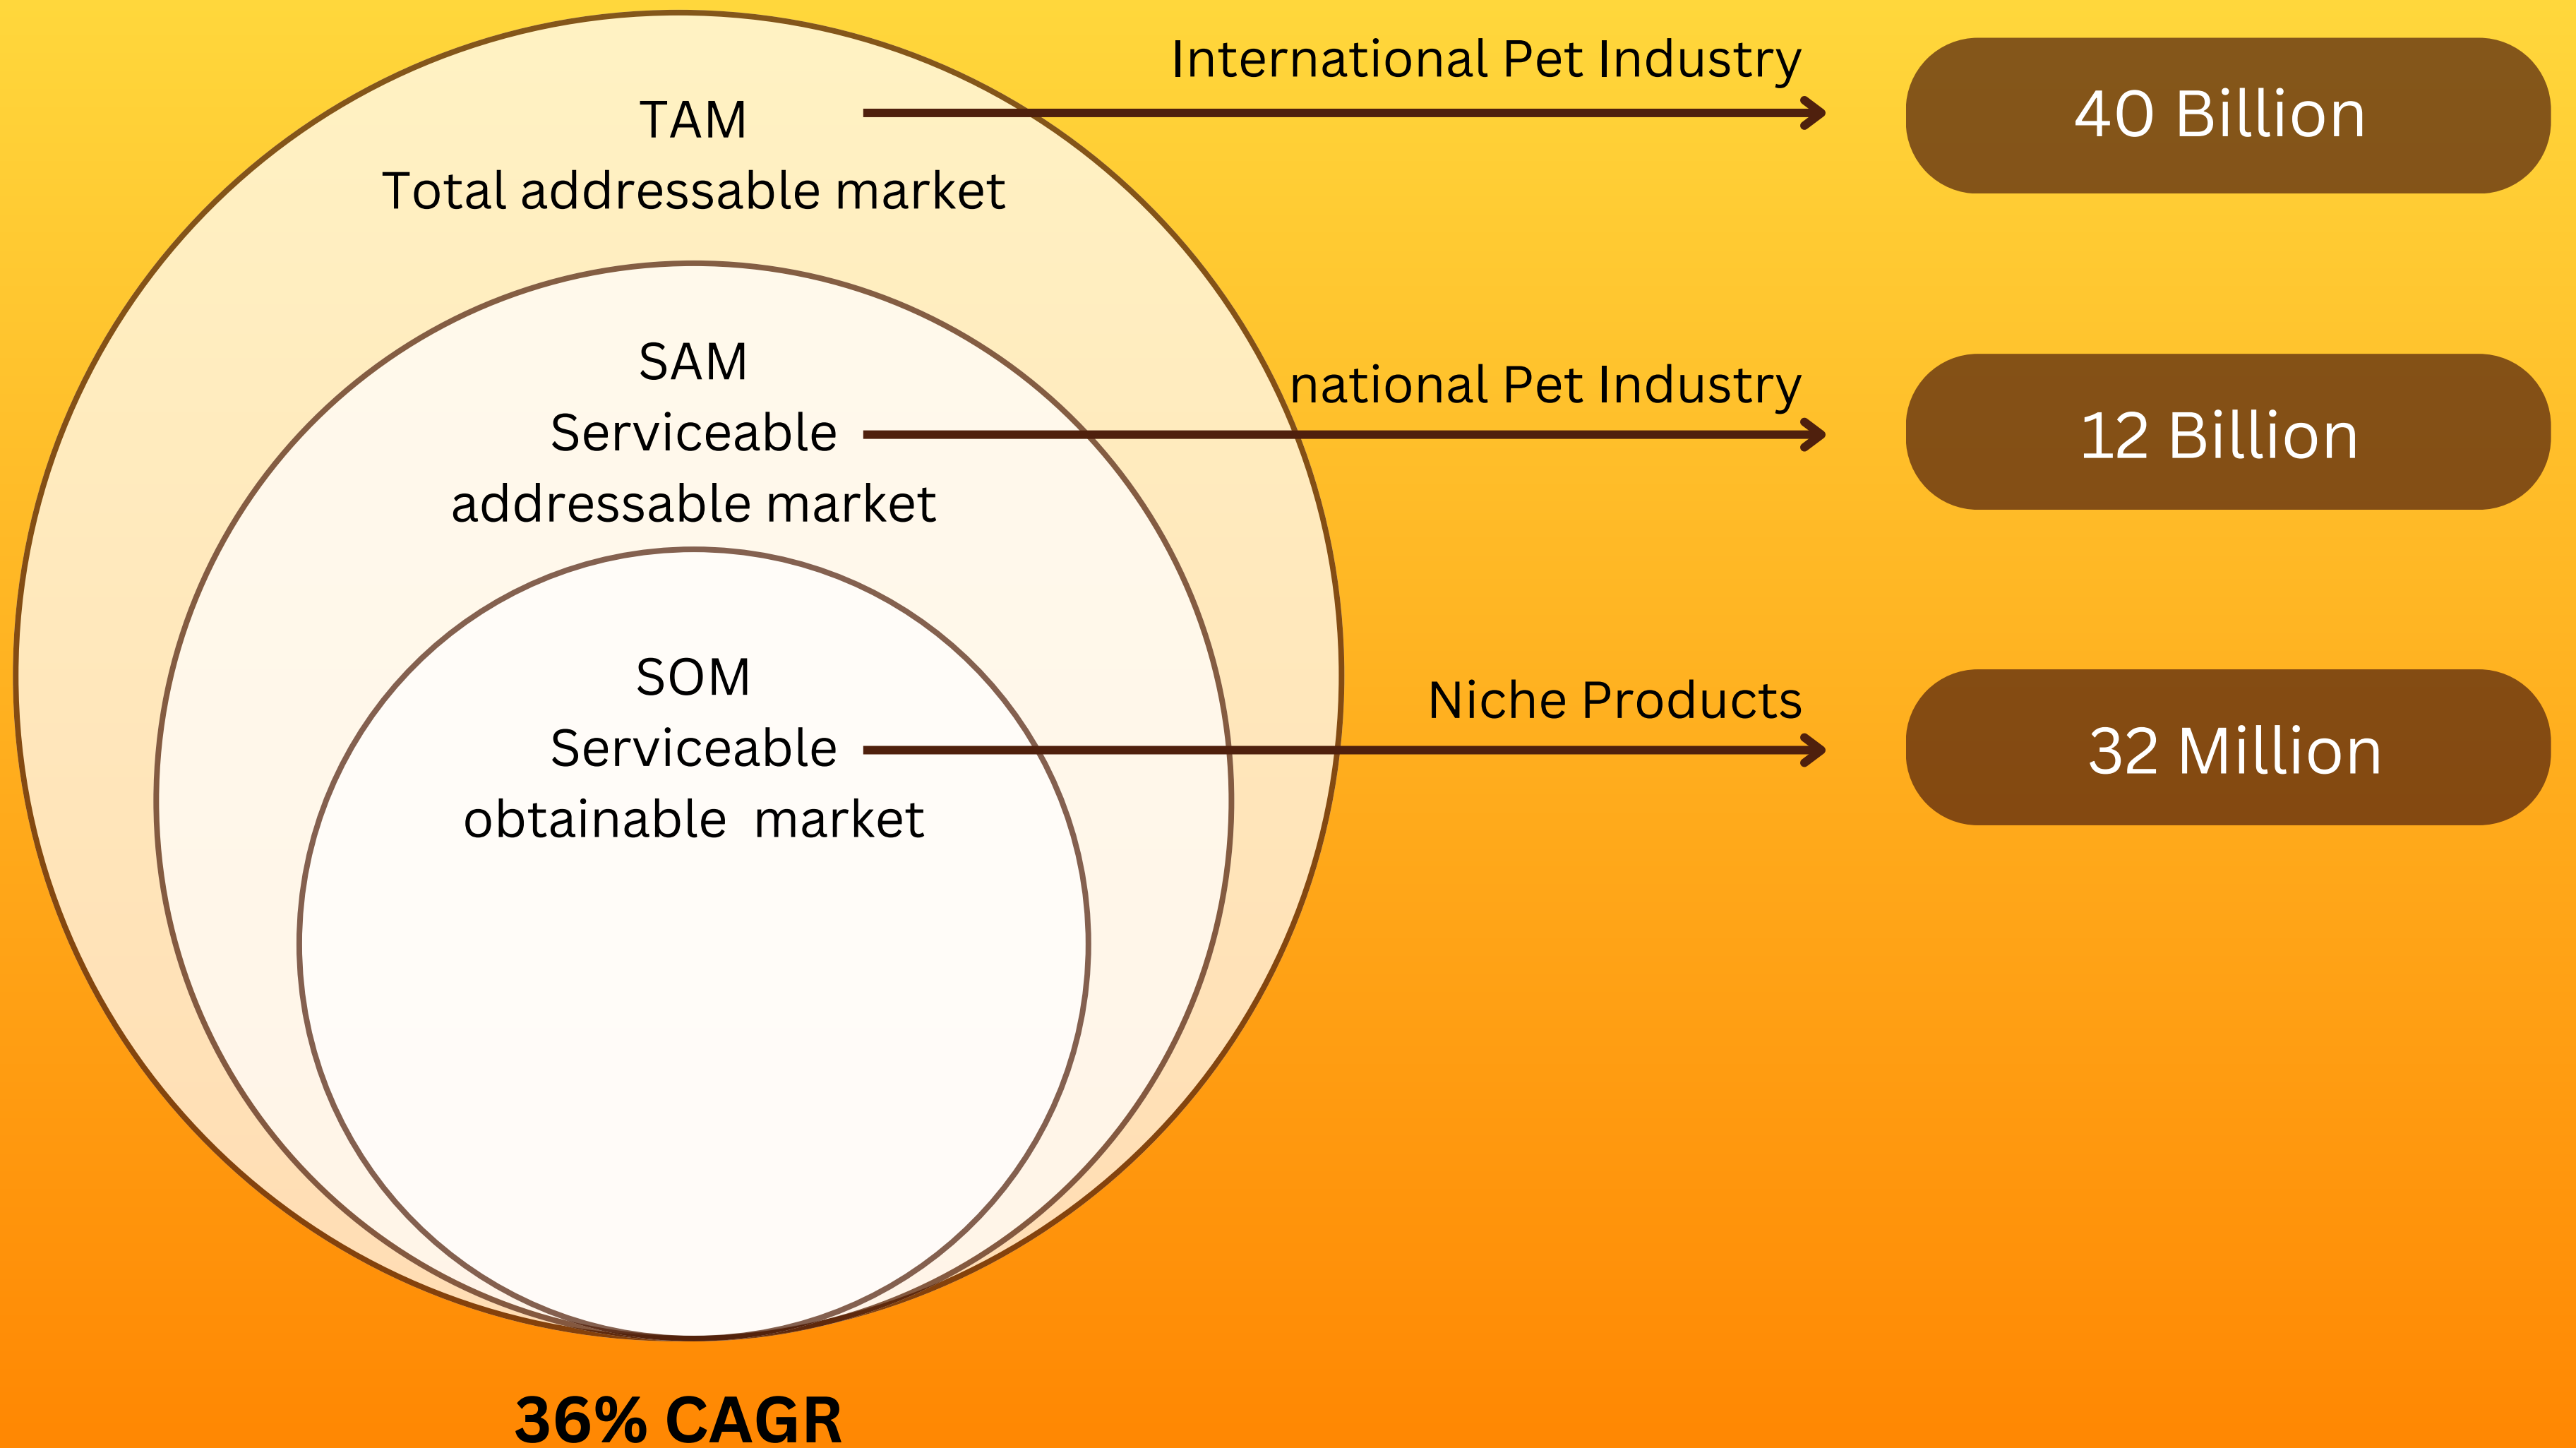 International Pet Industry
TAM
Total addressable market
40 Billion
SAM
Serviceable
addressable market
national Pet Industry
12 Billion
SOM
Serviceable
obtainable  market
Niche Products
32 Million
36% CAGR